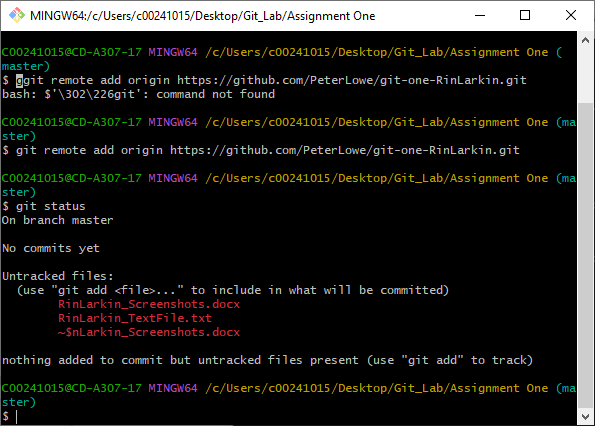 MINGW64:/c/Users/c00241015/Desktop/Git_Lab/Assignment One
C00241015@CD-A307-17 MINGW64 /c/Users/c00241015/Desktop/Git_Lab/Assignment One (
master)
$ ggit remote add origin https://github.com/PeterLowe/git-one-RinLarkin.git
bash: $'\302\226git': command not found
C00241015@CD-A307-17 MINGW64 /c/Users/c00241015/Desktop/Git_Lab/Assignment One (ma
ster)
$ git remote add origin https://github.com/PeterLowe/git-one-RinLarkin.git
C00241015@CD-A307-17 MINGW64 /c/Users/c00241015/Desktop/Git_Lab/Assignment One (ma
ster)
$ git status
On branch master
No commits yet
Untracked files:
  (use "git add <file>..." to include in what will be committed)
        RinLarkin_Screenshots.docx
        RinLarkin_TextFile.txt
        ~$nLarkin_Screenshots.docx
nothing added to commit but untracked files present (use "git add" to track)
C00241015@CD-A307-17 MINGW64 /c/Users/c00241015/Desktop/Git_Lab/Assignment One (ma
ster)
$